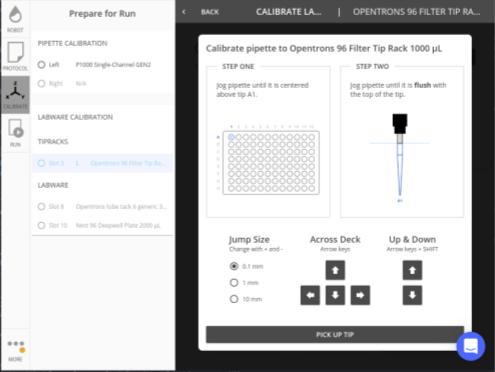 ROBOT
PROTOCOL
CALIBRATE
RUN
MORE
Prepare for Run
PIPETTE CALIBRATION
Left P1000 Single-Channel GEN2
Right N/A
LABWARE CALIBRATION
TIPRACKS
Slot 3 L Opentrons 96 Filter Tip Ra...
LABWARE
Slot 8 Opentrons tube rack 6 generic 3...
Slot 10 Nest 96 Deepwell Plate 2000 µL
< BACK CALIBRATE LA... | OPENTRONS 96 FILTER TIP RA...
Calibrate pipette to Opentrons 96 Filter Tip Rack 1000 µL
STEP ONE
Jog pipette until it is centered
above tip A1.
STEP TWO
Jog pipette until it is flush with
the top of the tip.
Jump Size
Change with + and -
0.1 mm
1 mm
10 mm
Across Deck
Arrow keys
Up & Down
Arrow keys + SHIFT
PICK UP TIP